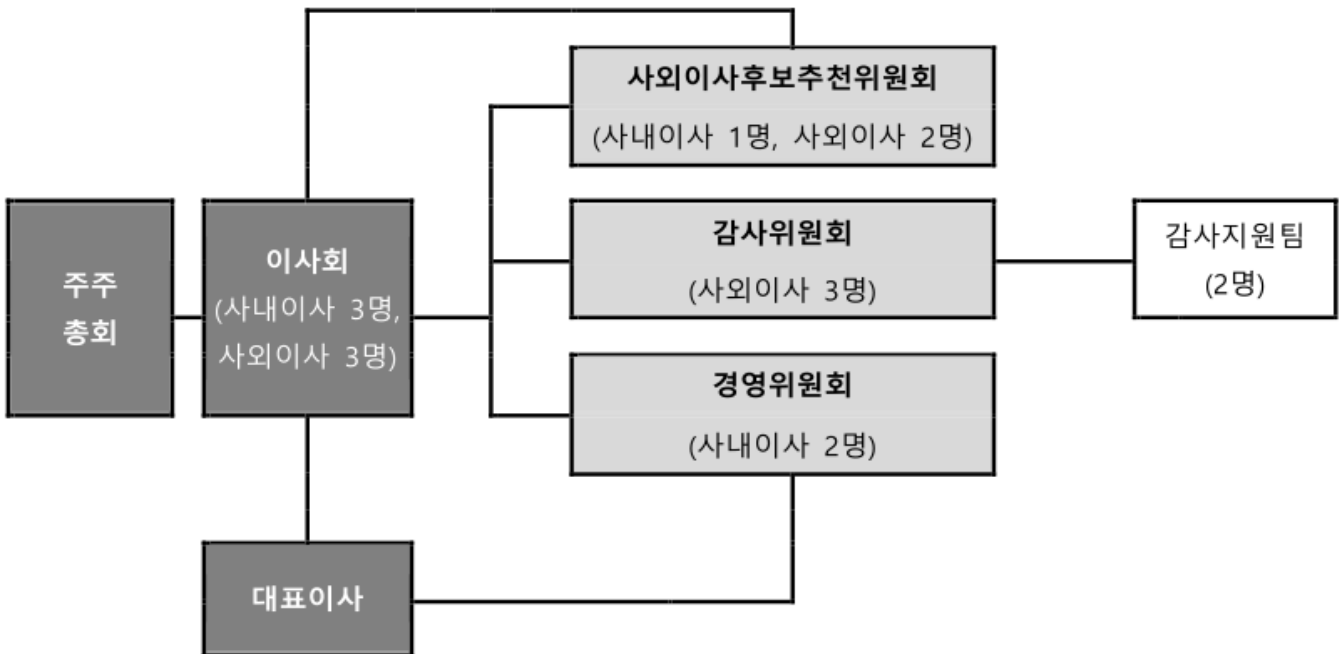 사외이사후보추천위원회
(사내이사 1명, 사외이사 2명)
주주
총회
이사회
(사내이사 3명,
사외이사 3명)
감사위원회
(사외이사 3명)
감사지원팀
(2명)
경영위원회
(사내이사 2명)
대표이사